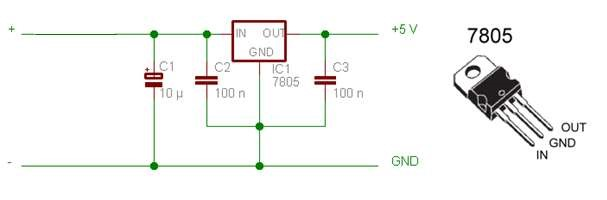 +
IN
OUT
+5 V
7805
GND
+
C1
C2
IC1
C3
10 µ
100 n
7805
100 n
OUT
GND
IN
-
GND